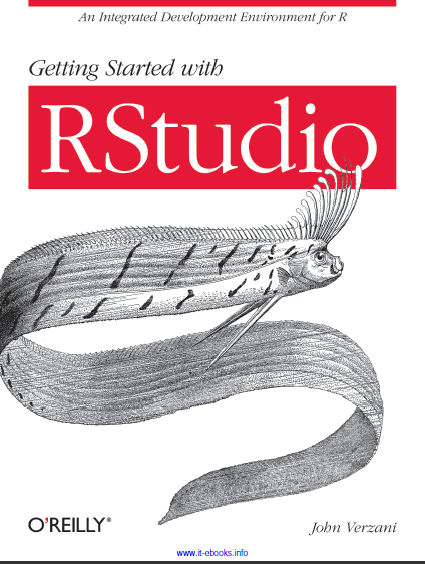 An Integrated Development Environment for R
Getting Started with
RStudio
O'REILLY®
John Verzani
www.it-ebooks.info